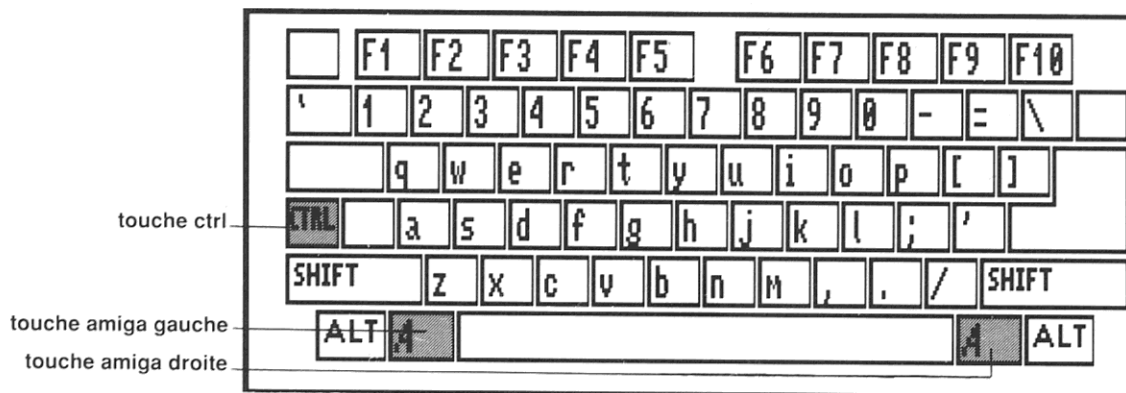 F1 F2 F3 F4 F5 F6 F7 F8 F9 F10
` 1 2 3 4 5 6 7 8 9 0 - = \
q w e r t y u i o p [ ]
touche ctrl CTRL a s d f g h j k l ; '
SHIFT z x c v b n m , . / SHIFT
touche amiga gauche ALT A A ALT
touche amiga droite